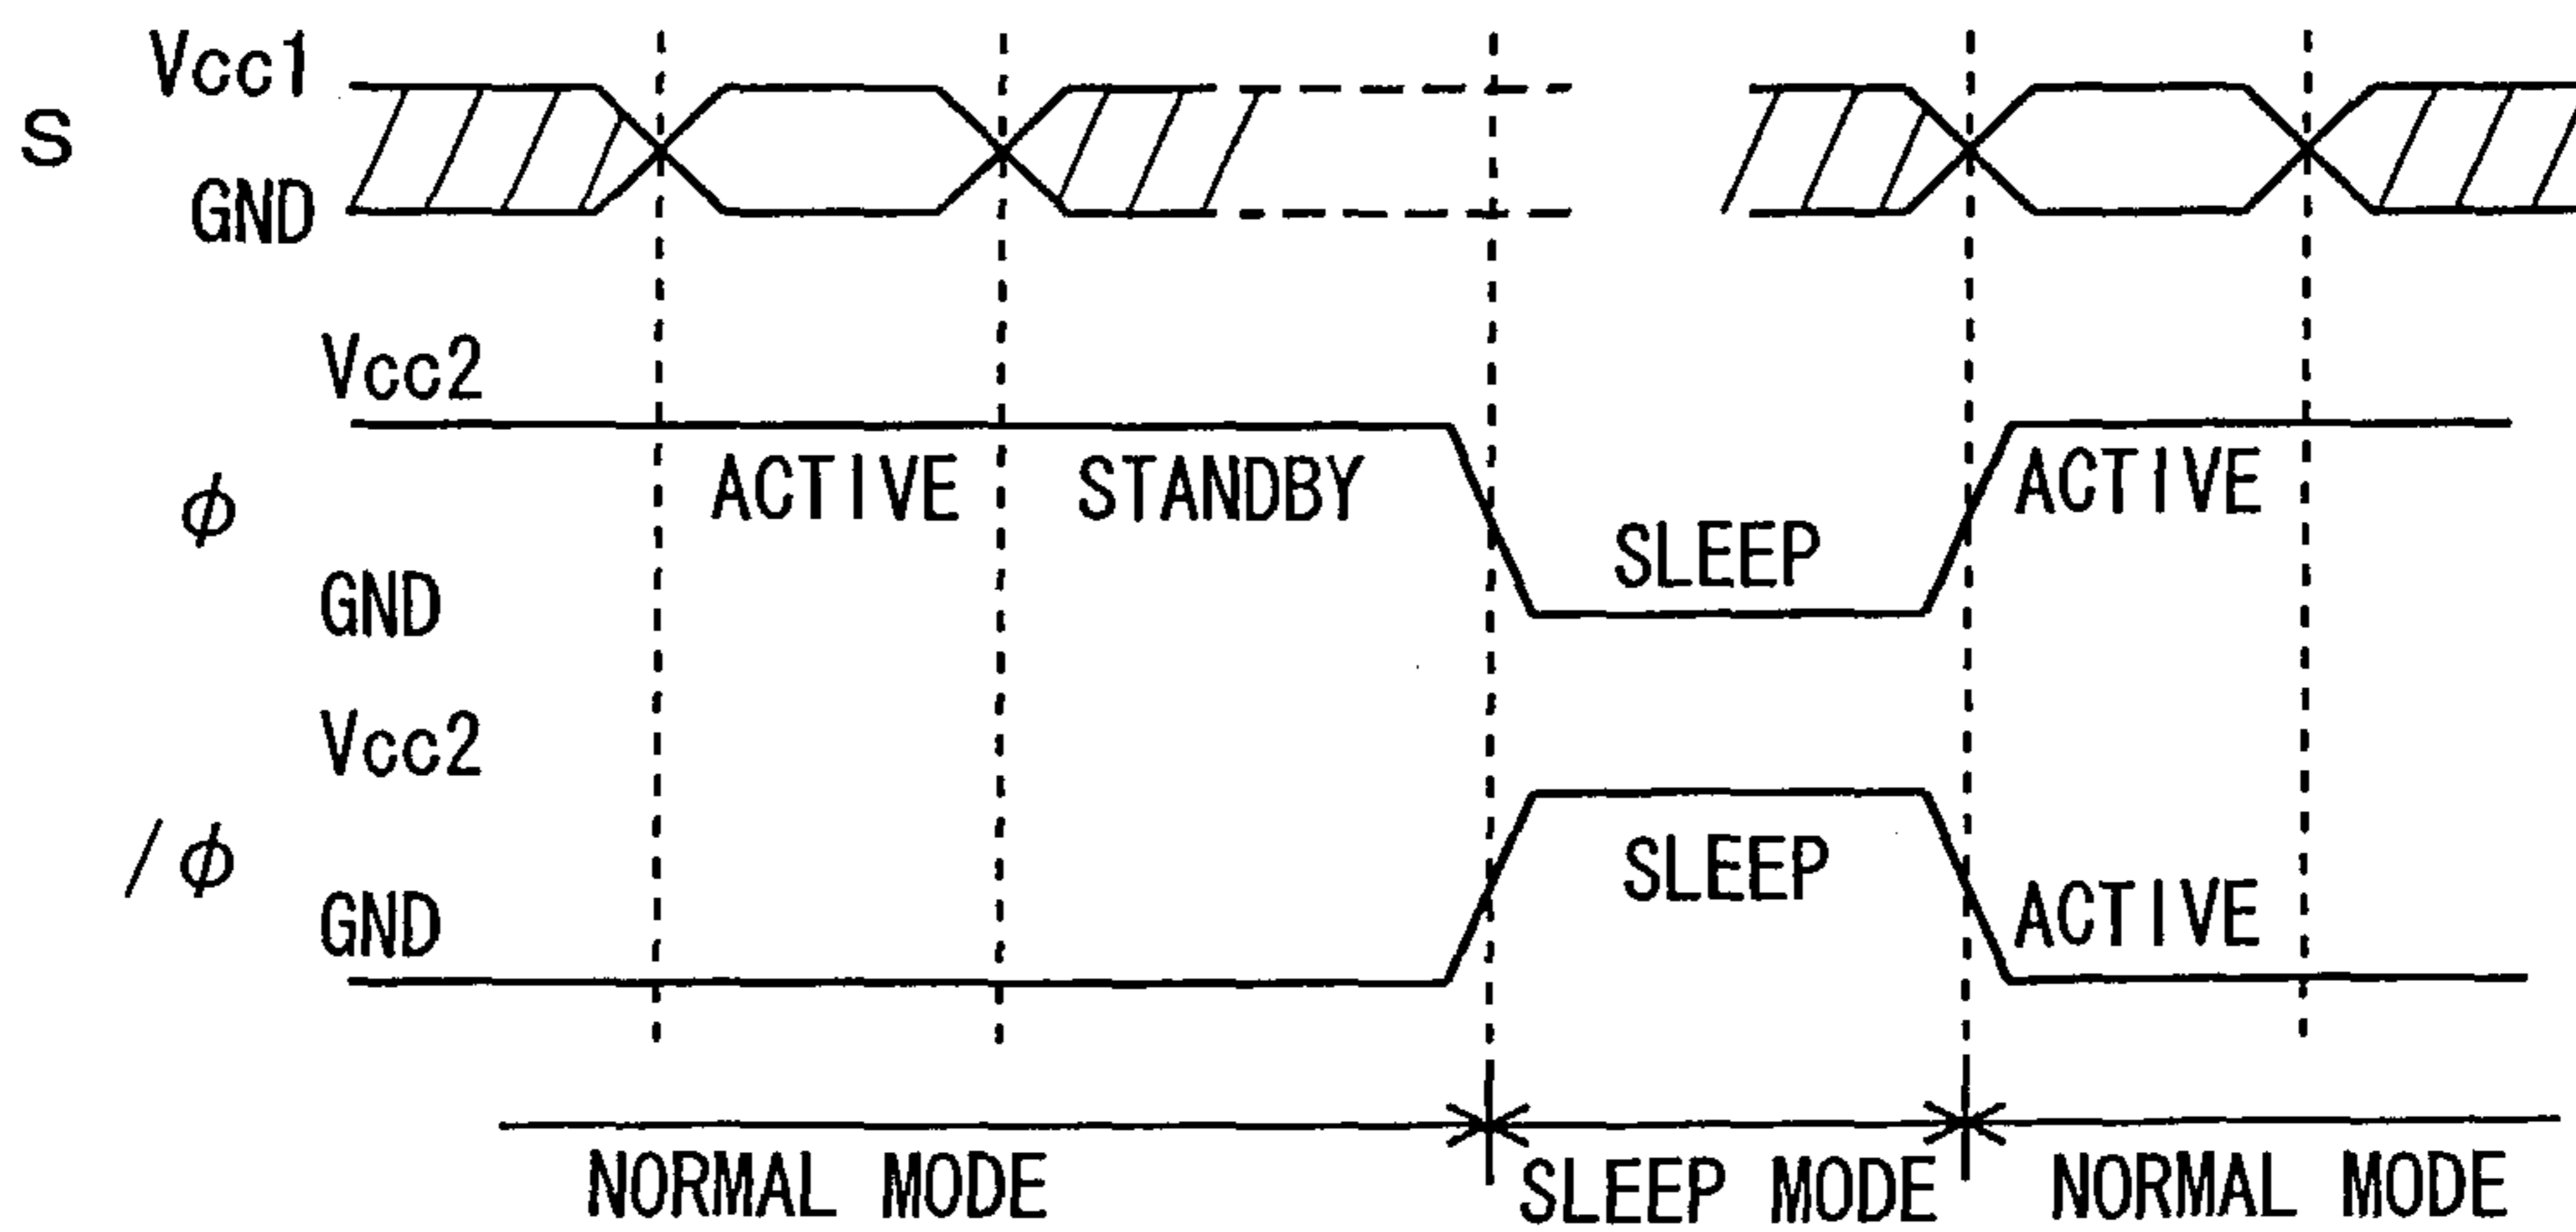 Vcc1
S
GND
Vcc2
ACTIVE STANDBY ACTIVE
φ
SLEEP
GND
Vcc2
/φ
SLEEP
GND
ACTIVE
NORMAL MODE SLEEP MODE NORMAL MODE